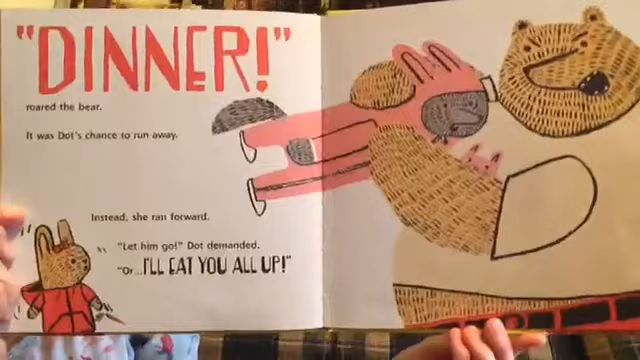 "DINNER!"
roared the bear.
It was Dot's chance to run away.
Instead, she ran forward.
"Let him go!" Dot demanded.
"Or...I'LL EAT YOU ALL UP!"